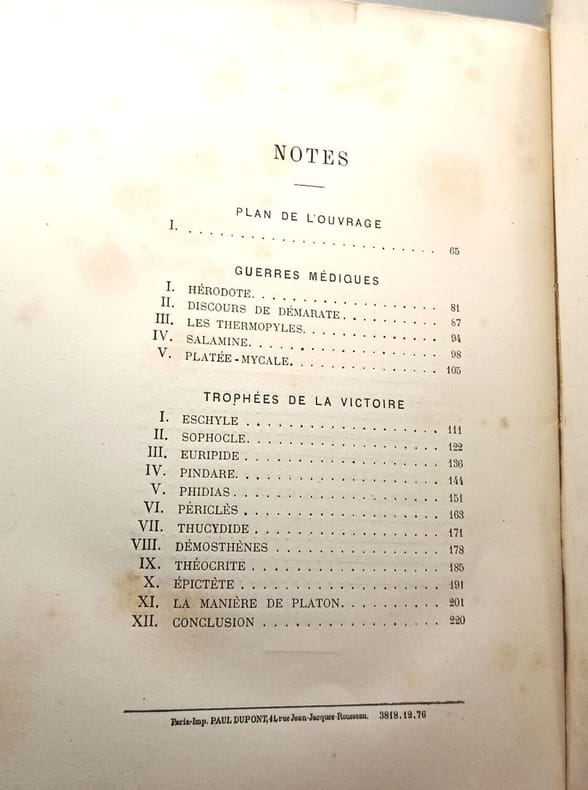 NOTES
PLAN DE L'OUVRAGE
I. . . . . . . . . . . . . . . . . . . . . . . . . 65
GUERRES MÉDIQUES
I. HÉRODOTE. . . . . . . . . . . . . . . . . 81
II. DISCOURS DE DÉMARATE . . . . . . . . . 87
III. LES THERMOPYLES. . . . . . . . . . . . . 94
IV. SALAMINE. . . . . . . . . . . . . . . . . . 98
V. PLATÉE-MYCALE. . . . . . . . . . . . . . 105
TROPHÉES DE LA VICTOIRE
I. ESCHYLE . . . . . . . . . . . . . . . . . . 111
II. SOPHOCLE. . . . . . . . . . . . . . . . . . 122
III. EURIPIDE . . . . . . . . . . . . . . . . . . 136
IV. PINDARE. . . . . . . . . . . . . . . . . . . 144
V. PHIDIAS . . . . . . . . . . . . . . . . . . . 151
VI. PÉRICLÈS . . . . . . . . . . . . . . . . . . 163
VII. THUCYDIDE . . . . . . . . . . . . . . . . . 171
VIII. DÉMOSTHÈNES . . . . . . . . . . . . . . . 178
IX. THÉOCRITE . . . . . . . . . . . . . . . . . 185
X. ÉPICTÈTE . . . . . . . . . . . . . . . . . . 191
XI. LA MANIÈRE DE PLATON. . . . . . . . . . 201
XII. CONCLUSION . . . . . . . . . . . . . . . . 220
Paris-Imp. PAUL DUPONT, 41, rue Jean-Jacques-Rousseau. 3818.12.76